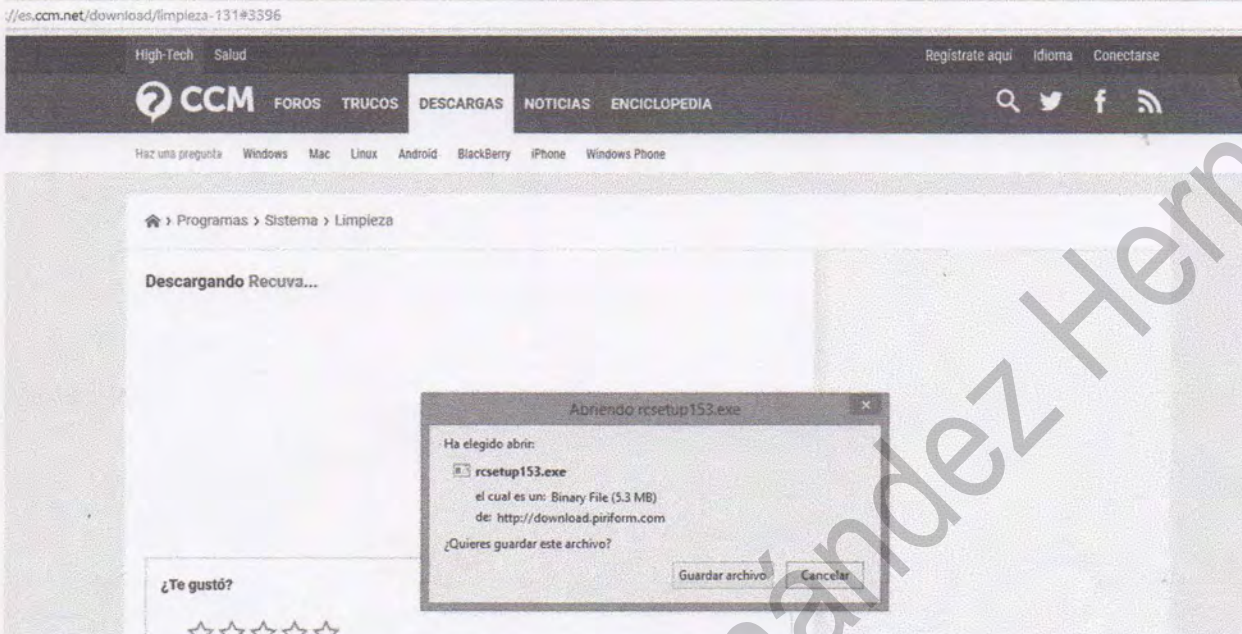 ://es.ccm.net/download/limpieza-131#3396
High-Tech Salud Regístrate aquí Idioma Conectarse
CCM FOROS TRUCOS DESCARGAS NOTICIAS ENCICLOPEDIA
Haz una pregunta Windows Mac Linux Android BlackBerry iPhone Windows Phone
> Programas > Sistema > Limpieza
Descargando Recuva...
Abriendo rcsetup153.exe
Ha elegido abrir:
rcsetup153.exe
el cual es un: Binary File (5.3 MB)
de: http://download.piriform.com
¿Quieres guardar este archivo?
Guardar archivo Cancelar
¿Te gustó?